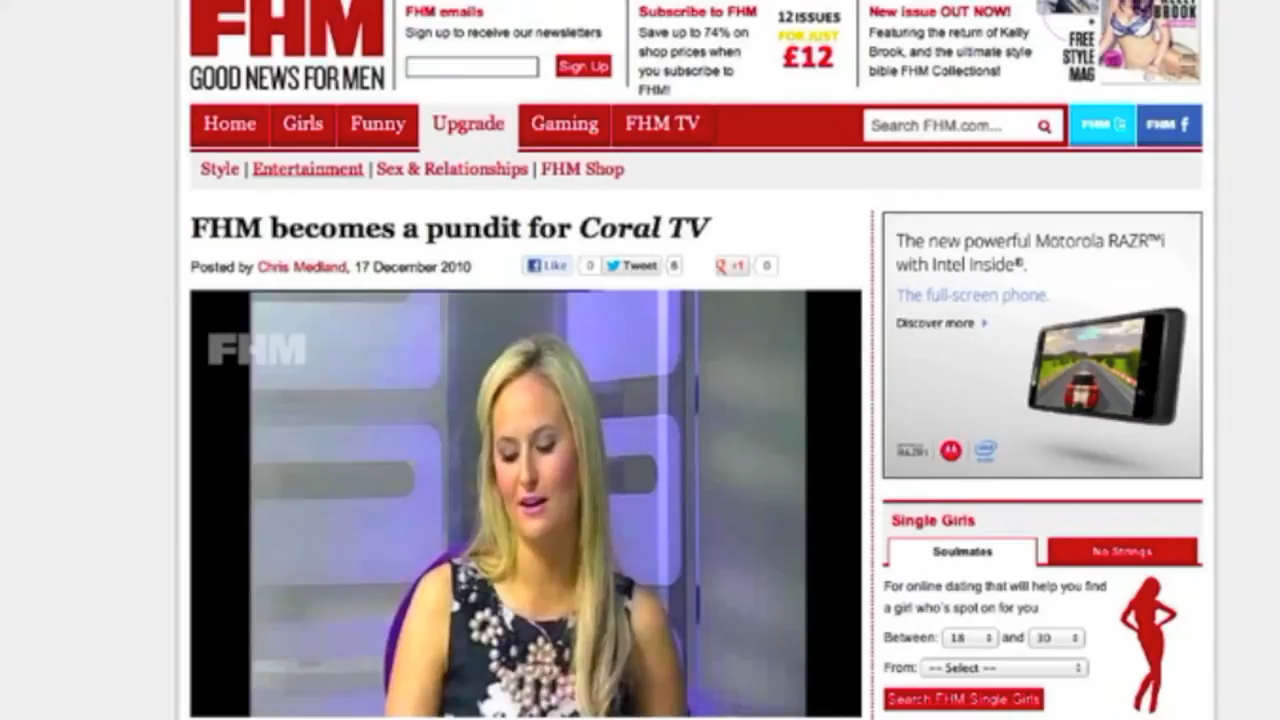 FHM
GOOD NEWS FOR MEN
FHM emails
Sign up to receive our newsletters
Sign Up
Subscribe to FHM
Save up to 74% on
shop prices when
you subscribe to
FHM!
12 ISSUES
FOR JUST
£12
New issue OUT NOW!
Featuring the return of Kelly
Brook, and the ultimate style
bible FHM Collections!
FREE
STYLE
MAG
BROOK
Home
Girls
Funny
Upgrade
Gaming
FHM TV
Search FHM.com...
FHM
FHM f
Style | Entertainment | Sex & Relationships | FHM Shop
FHM becomes a pundit for Coral TV
Posted by Chris Medland, 17 December 2010
Like 0
Tweet 6
+1 0
FHM
The new powerful Motorola RAZR™i
with Intel Inside®.
The full-screen phone.
Discover more
Single Girls
Soulmates
No Strings
For online dating that will help you find
a girl who's spot on for you
Between: 18 and 30
From: -- Select --
Search FHM Single Girls